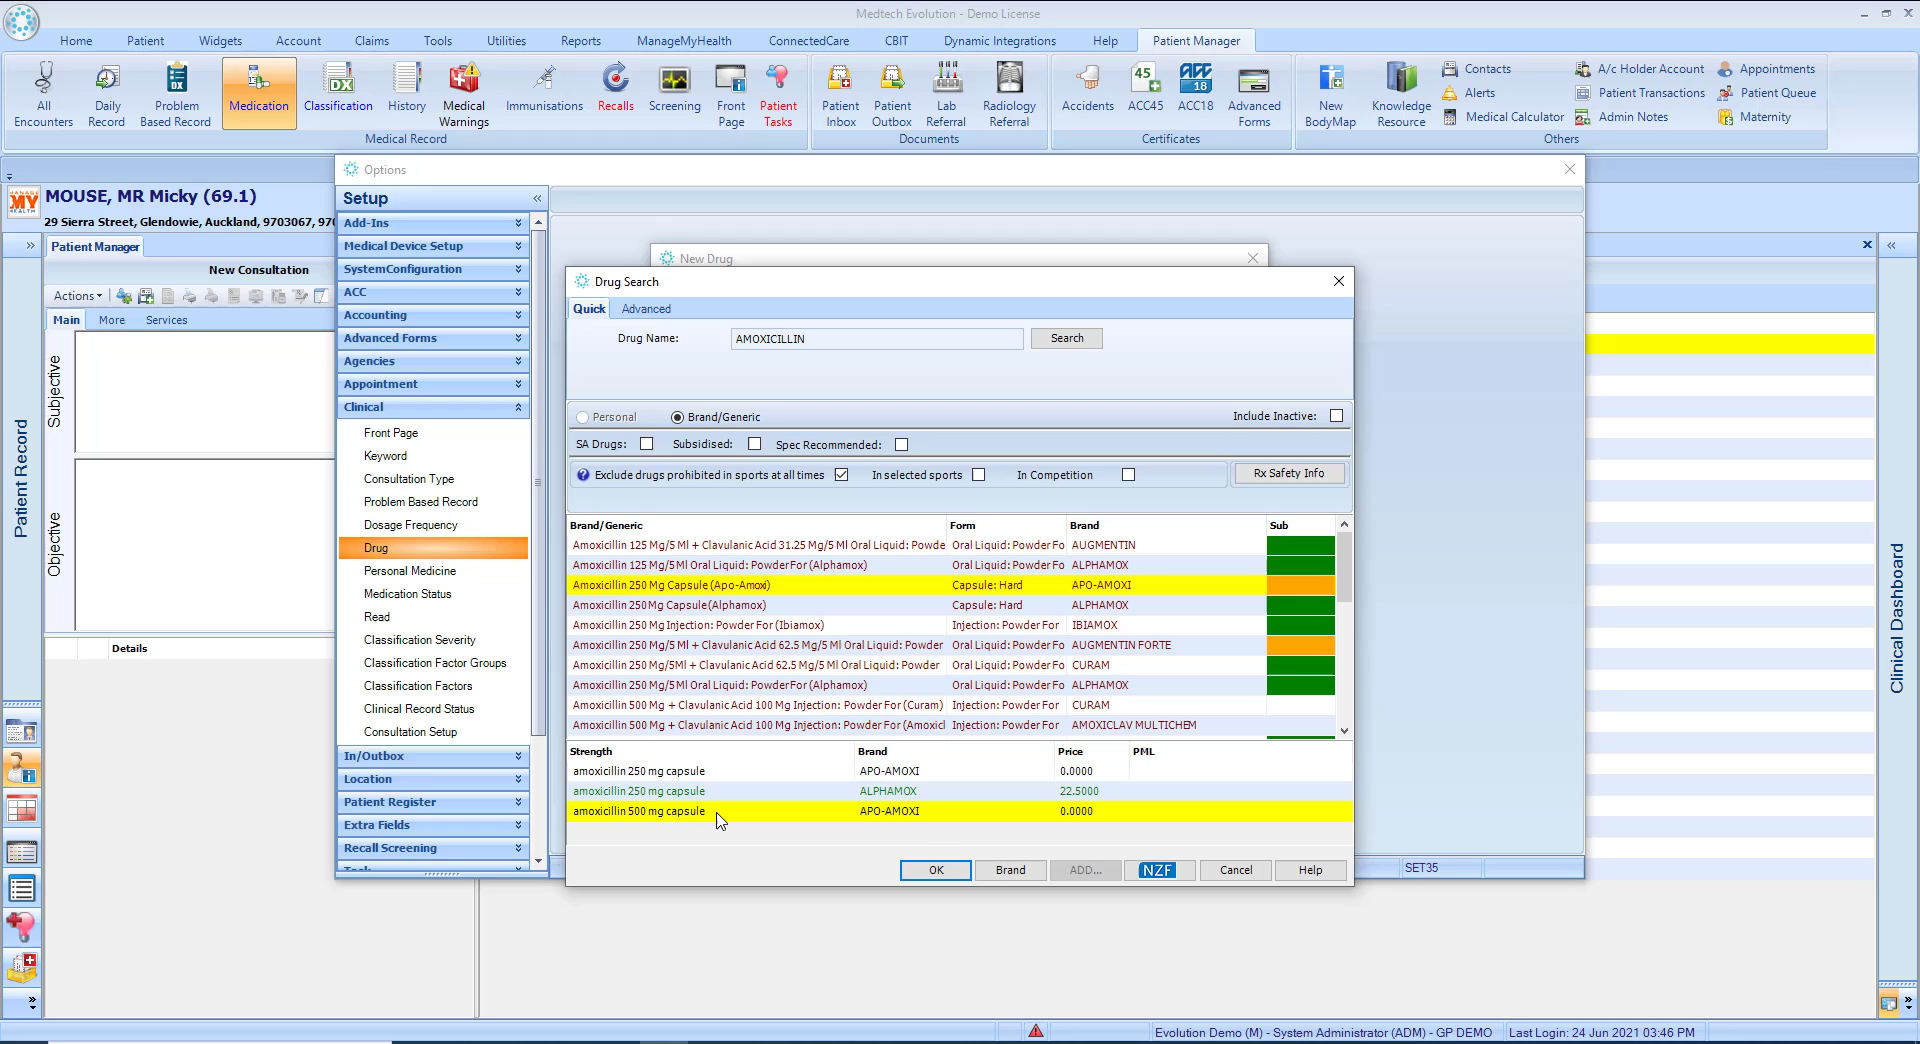 Medtech Evolution - Demo License
Home Patient Widgets Account Claims Tools Utilities Reports ManageMyHealth ConnectedCare CBIT Dynamic Integrations Help Patient Manager
All Encounters
Daily Record
Problem Based Record
Medication
DX
Classification
History
Medical Warnings
Immunisations
Recalls
Screening
Front Page
Patient Tasks
Medical Record
Patient Inbox
Patient Outbox
Lab Referral
Radiology Referral
Documents
Accidents
45
ACC45
ACC
18
ACC18
Advanced Forms
Certificates
New BodyMap
Knowledge Resource
Contacts
Alerts
Medical Calculator
A/c Holder Account
Patient Transactions
Admin Notes
Appointments
Patient Queue
Maternity
Others
MANAGE MY HEALTH
MOUSE, MR Micky (69.1)
29 Sierra Street, Glendowie, Auckland, 9703067, 970
Patient Manager
New Consultation
Actions
Main More Services
Subjective
Objective
Details
Patient Record
Clinical Dashboard
Options
Setup
Add-Ins
Medical Device Setup
SystemConfiguration
ACC
Accounting
Advanced Forms
Agencies
Appointment
Clinical
Front Page
Keyword
Consultation Type
Problem Based Record
Dosage Frequency
Drug
Personal Medicine
Medication Status
Read
Classification Severity
Classification Factor Groups
Classification Factors
Clinical Record Status
Consultation Setup
In/Outbox
Location
Patient Register
Extra Fields
Recall Screening
SET35
New Drug
Drug Search
Quick Advanced
Drug Name: AMOXICILLIN Search
Personal Brand/Generic Include Inactive:
SA Drugs: Subsidised: Spec Recommended:
Exclude drugs prohibited in sports at all times In selected sports In Competition Rx Safety Info
Brand/Generic Form Brand Sub
Amoxicillin 125 Mg/5 Ml + Clavulanic Acid 31.25 Mg/5 Ml Oral Liquid: Powde Oral Liquid: Powder Fo AUGMENTIN
Amoxicillin 125 Mg/5 Ml Oral Liquid: Powder For (Alphamox) Oral Liquid: Powder Fo ALPHAMOX
Amoxicillin 250 Mg Capsule (Apo-Amoxi) Capsule: Hard APO-AMOXI
Amoxicillin 250 Mg Capsule (Alphamox) Capsule: Hard ALPHAMOX
Amoxicillin 250 Mg Injection: Powder For (Ibiamox) Injection: Powder For IBIAMOX
Amoxicillin 250 Mg/5 Ml + Clavulanic Acid 62.5 Mg/5 Ml Oral Liquid: Powder Oral Liquid: Powder Fo AUGMENTIN FORTE
Amoxicillin 250 Mg/5Ml + Clavulanic Acid 62.5 Mg/5 Ml Oral Liquid: Powder Oral Liquid: Powder Fo CURAM
Amoxicillin 250 Mg/5 Ml Oral Liquid: Powder For (Alphamox) Oral Liquid: Powder Fo ALPHAMOX
Amoxicillin 500 Mg + Clavulanic Acid 100 Mg Injection: Powder For (Curam) Injection: Powder For CURAM
Amoxicillin 500 Mg + Clavulanic Acid 100 Mg Injection: Powder For (Amoxicl Injection: Powder For AMOXICLAV MULTICHEM
Strength Brand Price PML
amoxicillin 250 mg capsule APO-AMOXI 0.0000
amoxicillin 250 mg capsule ALPHAMOX 22.5000
amoxicillin 500 mg capsule APO-AMOXI 0.0000
OK Brand ADD... NZF Cancel Help
Evolution Demo (M) - System Administrator (ADM) - GP DEMO Last Login: 24 Jun 2021 03:46 PM